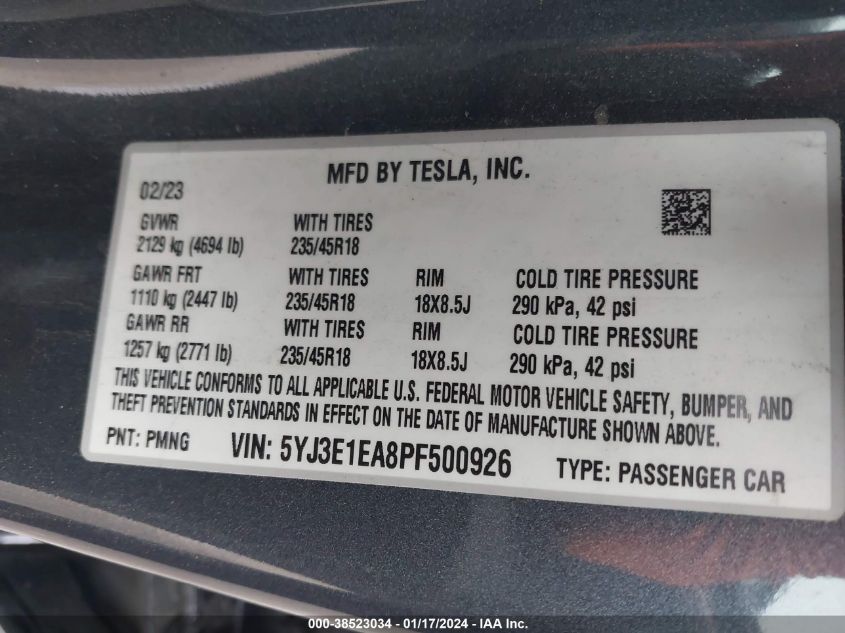 MFD BY TESLA, INC.
02/23
GVWR WITH TIRES
2129 kg (4694 lb) 235/45R18
GAWR FRT WITH TIRES RIM COLD TIRE PRESSURE
1110 kg (2447 lb) 235/45R18 18X8.5J 290 kPa, 42 psi
GAWR RR WITH TIRES RIM COLD TIRE PRESSURE
1257 kg (2771 lb) 235/45R18 18X8.5J 290 kPa, 42 psi
THIS VEHICLE CONFORMS TO ALL APPLICABLE U.S. FEDERAL MOTOR VEHICLE SAFETY, BUMPER, AND
THEFT PREVENTION STANDARDS IN EFFECT ON THE DATE OF MANUFACTURE SHOWN ABOVE.
PNT: PMNG VIN: 5YJ3E1EA8PF500926 TYPE: PASSENGER CAR
000-38523034 - 01/17/2024 - IAA Inc.